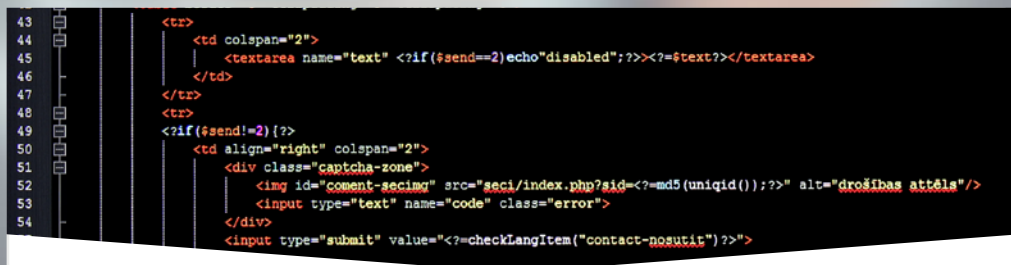 43 <tr>
44 <td colspan="2">
45 <textarea name="text" <?if($send==2)echo"disabled";?>><?=$text?></textarea>
46 </td>
47 </tr>
48 <tr>
49 <?if($send!=2){?>
50 <td align="right" colspan="2">
51 <div class="captcha-zone">
52 <img id="coment-secimg" src="seci/index.php?sid=<?=md5(uniqid());?>" alt="drošības attēls"/>
53 <input type="text" name="code" class="error">
54 </div>
<input type="submit" value="<?=checkLangItem("contact-nosutit")?>">